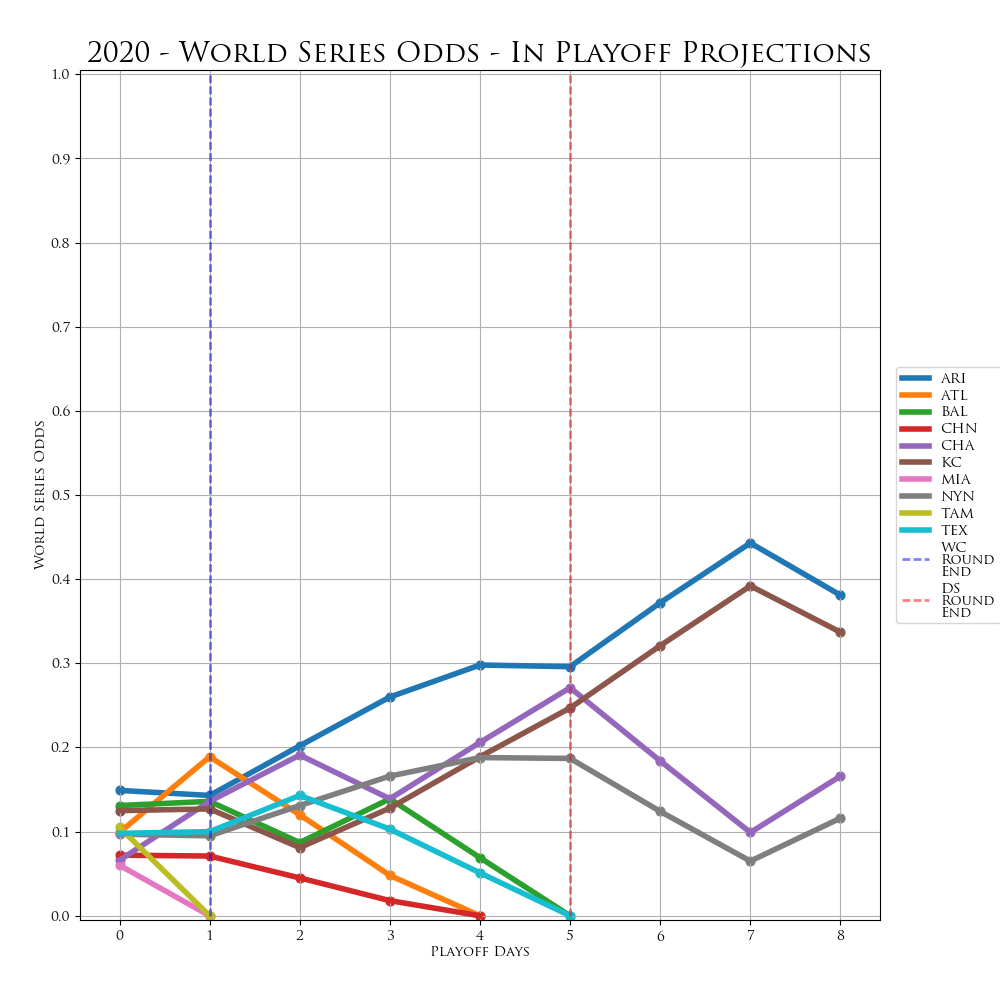 2020 - World Series Odds - In Playoff Projections
1.0
0.9
0.8
0.7
0.6
0.5
0.4
0.3
0.2
0.1
0.0
World Series Odds
0 1 2 3 4 5 6 7 8
Playoff Days
ARI
ATL
BAL
CHN
CHA
KC
MIA
NYN
TAM
TEX
WC
Round
End
DS
Round
End